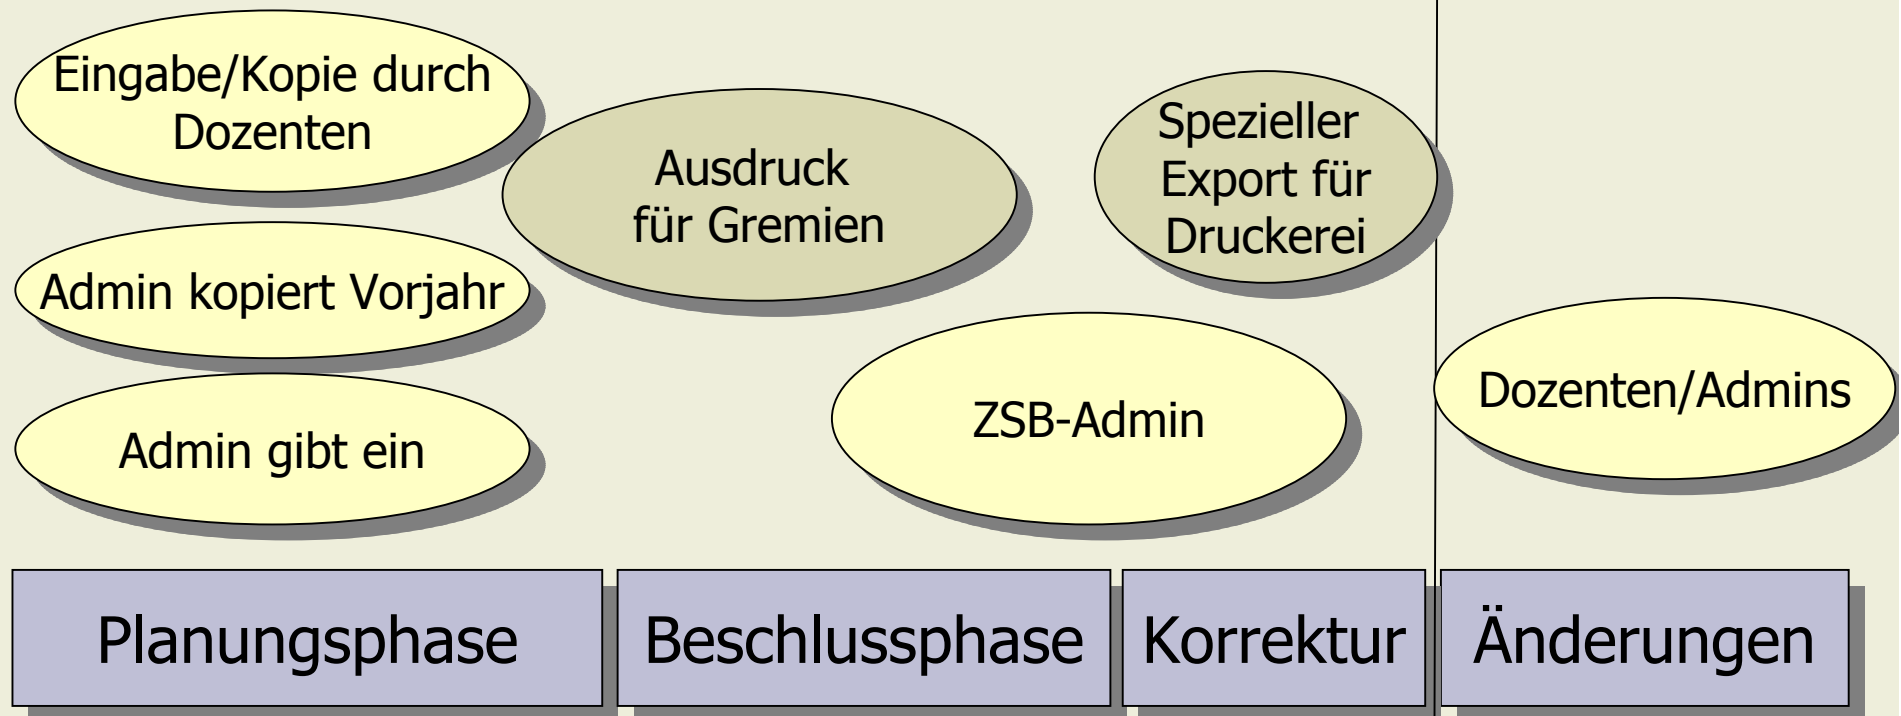 Eingabe/Kopie durch
Dozenten
Admin kopiert Vorjahr
Admin gibt ein
Ausdruck
für Gremien
ZSB-Admin
Spezieller
Export für
Druckerei
Dozenten/Admins
Planungsphase
Beschlussphase
Korrektur
Änderungen